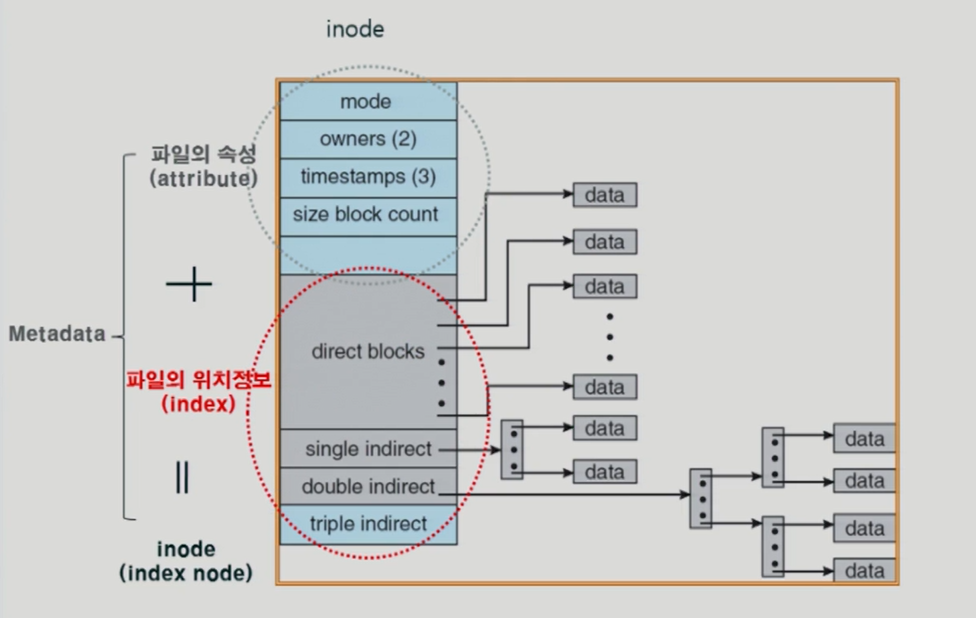 inode
mode
owners (2)
timestamps (3)
size block count
direct blocks
single indirect
double indirect
triple indirect
data
data
data
data
data
data
data
data
data
data
Metadata
파일의 속성
(attribute)
파일의 위치정보
(index)
inode
(index node)